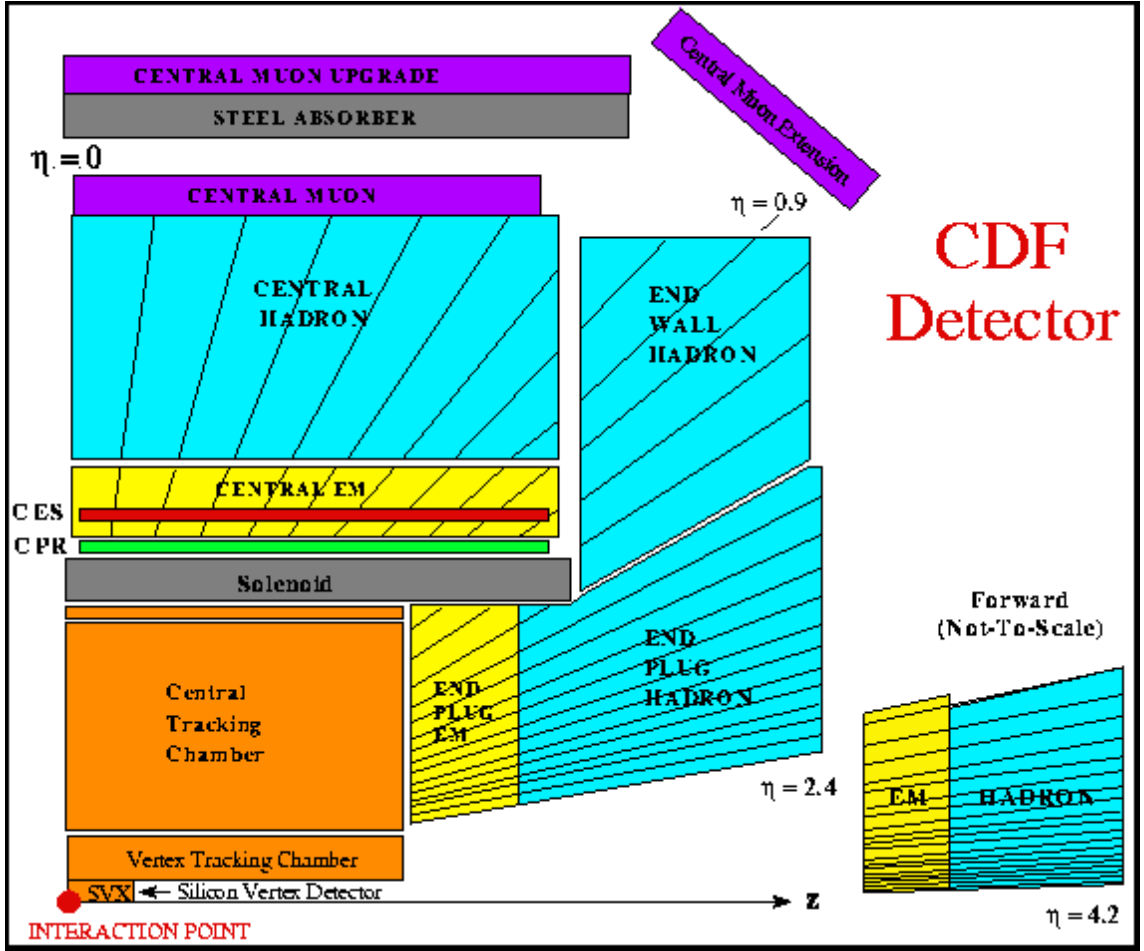 CENTRAL MUON UPGRADE
STEEL ABSORBER
Central Muon Extension
η = 0
CENTRAL MUON
η = 0.9
CDF
Detector
CENTRAL
HADRON
END
WALL
HADRON
CENTRAL EM
CES
CPR
Solenoid
Forward
(Not-To-Scale)
END
PLUG
HADRON
END
PLUG
EM
Central
Tracking
Chamber
η = 2.4
EM
HADRON
Vertex Tracking Chamber
SVX
Silicon Vertex Detector
Z
η = 4.2
INTERACTION POINT